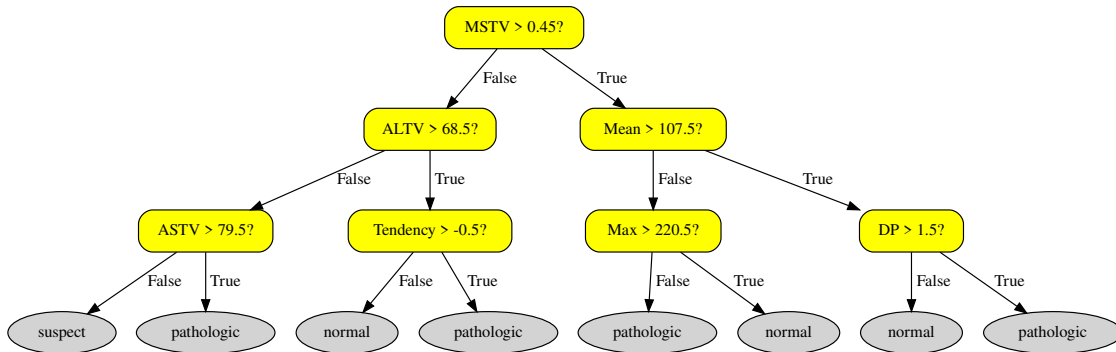 MSTV > 0.45?
False
True
ALTV > 68.5?
Mean > 107.5?
False
True
False
True
ASTV > 79.5?
Tendency > -0.5?
Max > 220.5?
DP > 1.5?
False
True
False
True
False
True
False
True
suspect
pathologic
normal
pathologic
pathologic
normal
normal
pathologic